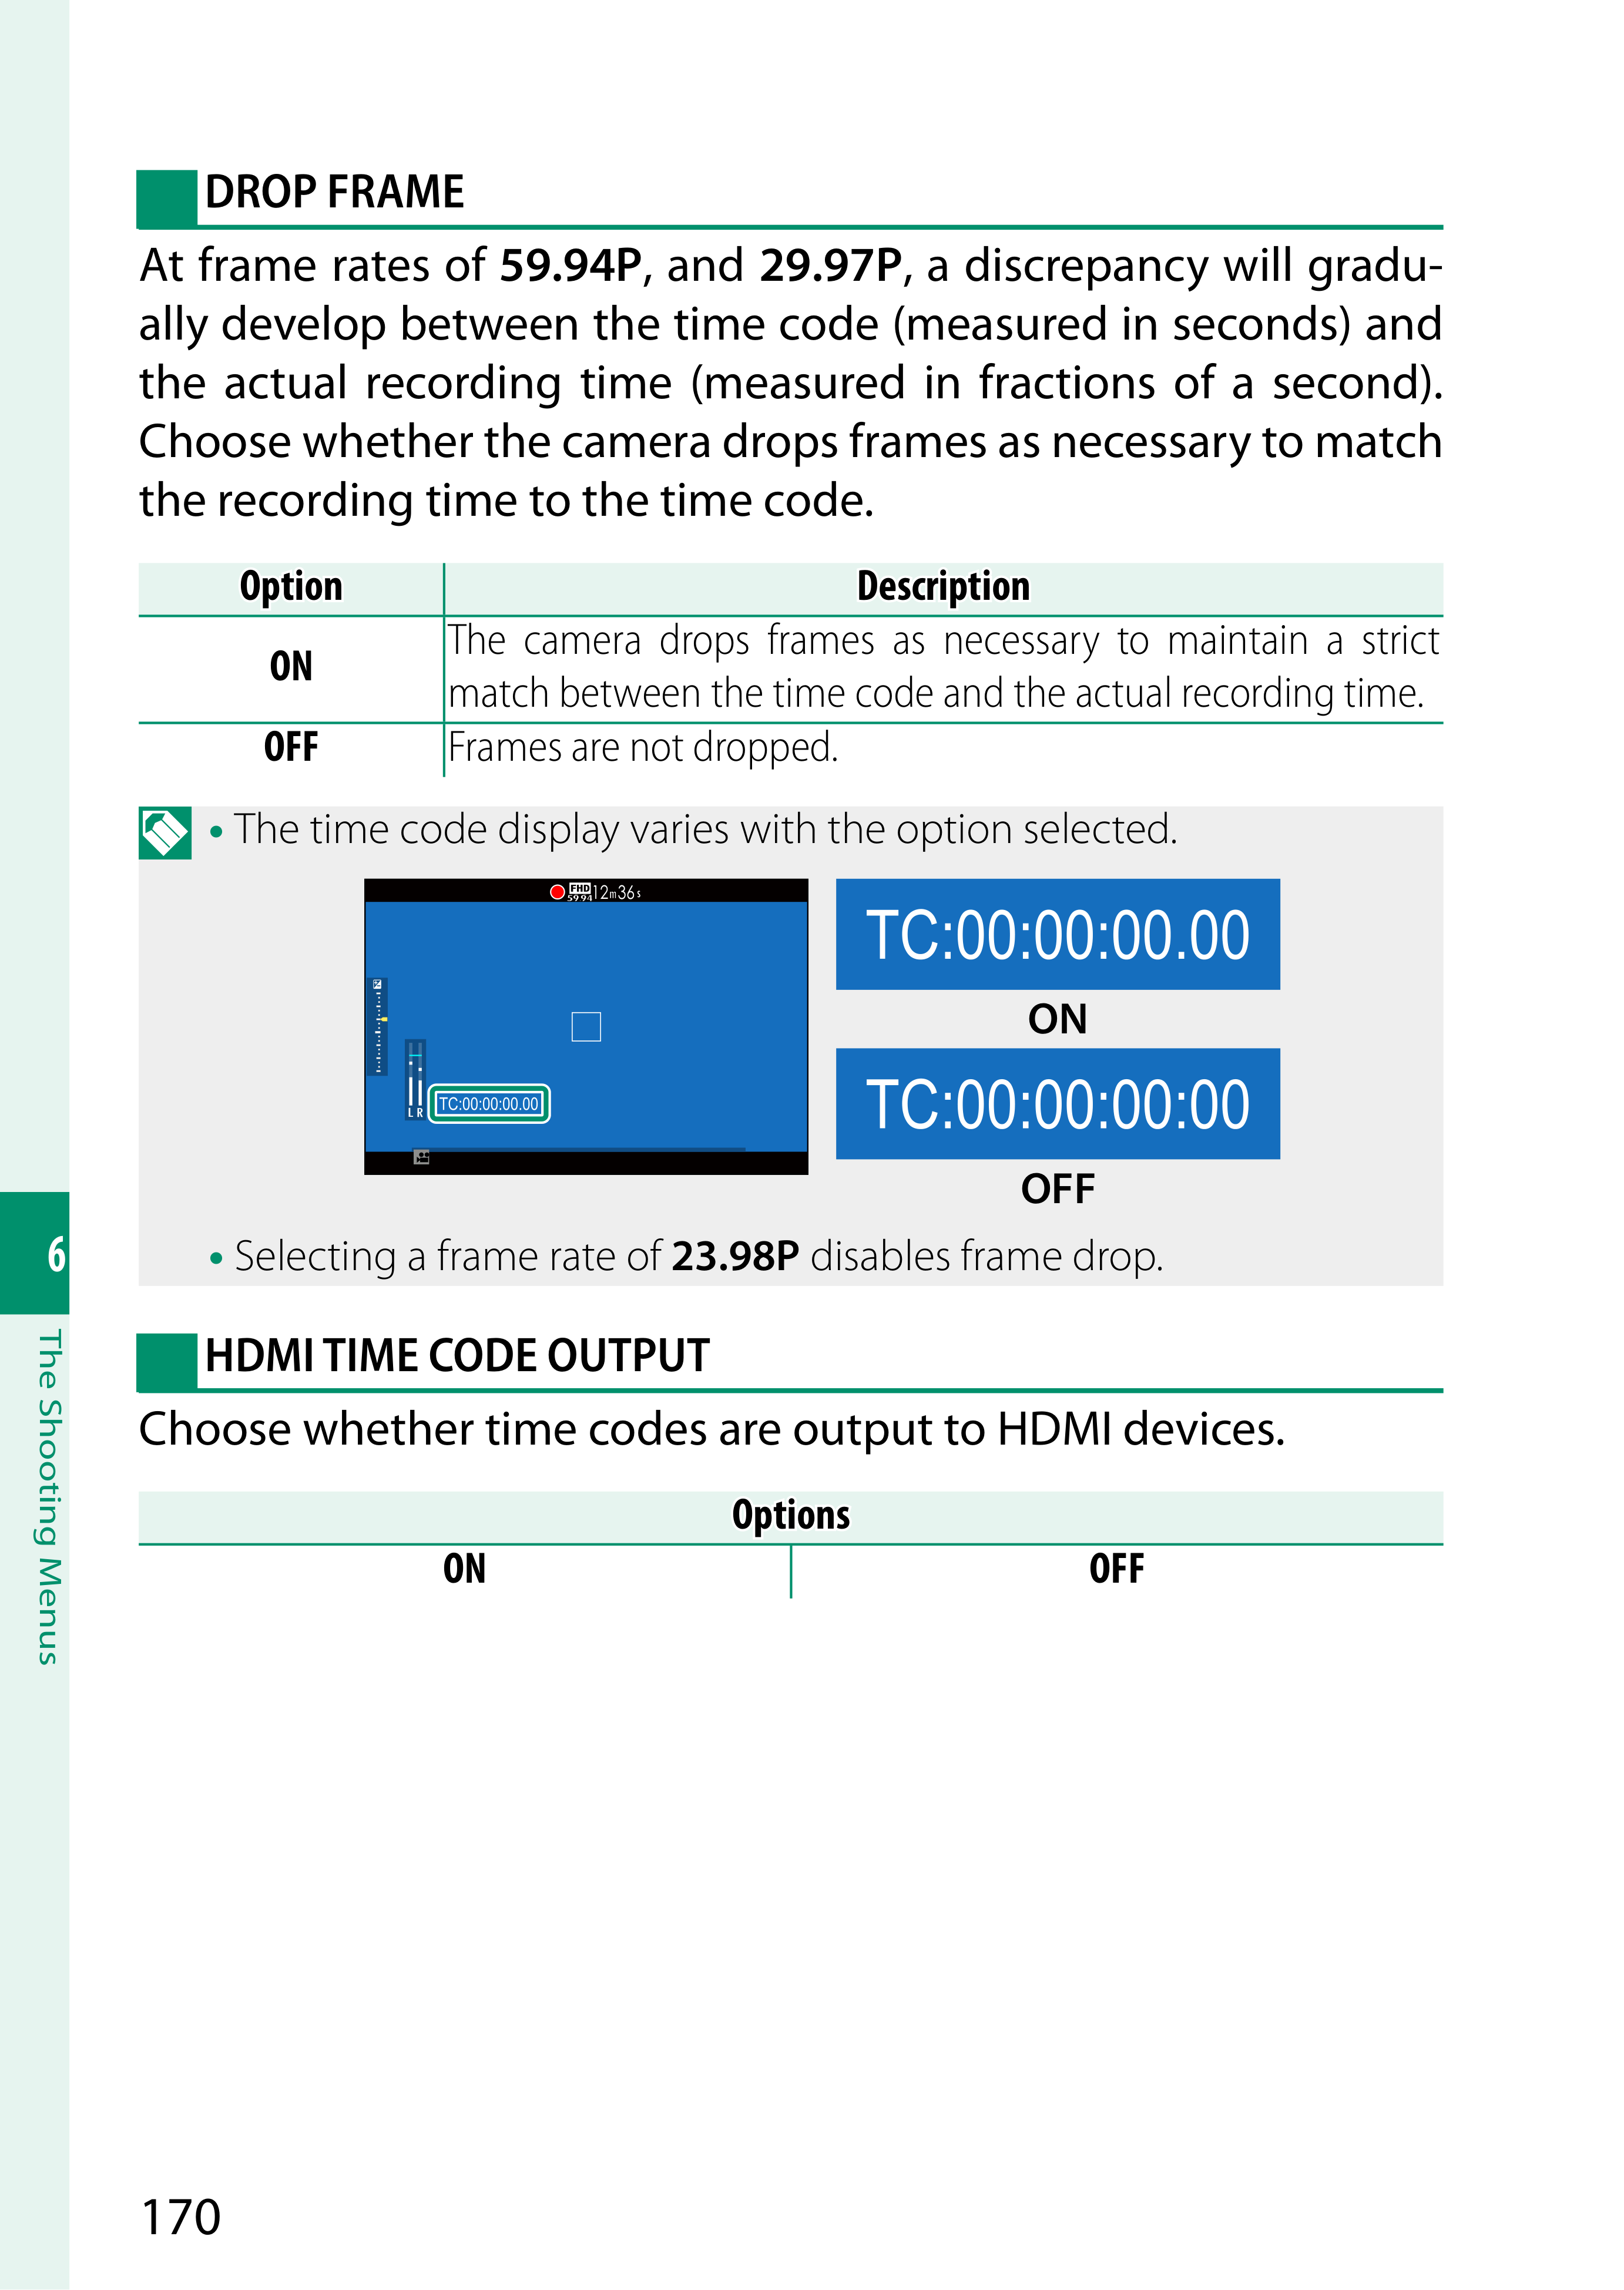 DROP FRAME
At frame rates of 59.94P, and 29.97P, a discrepancy will gradu-
ally develop between the time code (measured in seconds) and
the actual recording time (measured in fractions of a second).
Choose whether the camera drops frames as necessary to match
the recording time to the time code.
Option Description
ON The camera drops frames as necessary to maintain a strict
match between the time code and the actual recording time.
OFF Frames are not dropped.
• The time code display varies with the option selected.
FHD 59.94 12m36s
L R
TC:00:00:00.00
TC:00:00:00.00
ON
TC:00:00:00:00
OFF
• Selecting a frame rate of 23.98P disables frame drop.
HDMI TIME CODE OUTPUT
Choose whether time codes are output to HDMI devices.
Options
ON OFF
6
The Shooting Menus
170